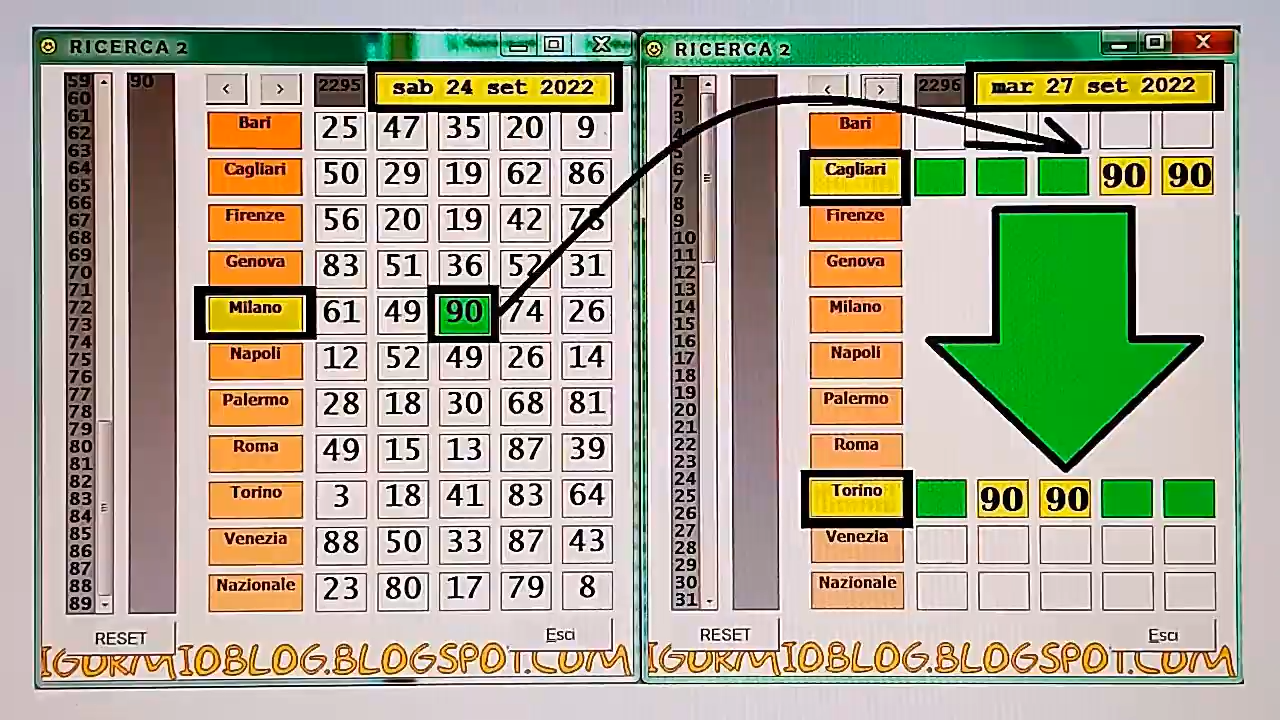 RICERCA 2
59
60
61
62
63
64
65
66
67
68
69
70
71
72
73
74
75
76
77
78
79
80
81
82
83
84
85
86
87
88
89
90
< > 2295 sab 24 set 2022
Bari 25 47 35 20 9
Cagliari 50 29 19 62 86
Firenze 56 20 19 42 78
Genova 83 51 36 52 31
Milano 61 49 90 74 26
Napoli 12 52 49 26 14
Palermo 28 18 30 68 81
Roma 49 15 13 87 39
Torino 3 18 41 83 64
Venezia 88 50 33 87 43
Nazionale 23 80 17 79 8
RESET Esci
IGORMIOBLOG.BLOGSPOT.COM
RICERCA 2
1
2
3
4
5
6
7
8
9
10
11
12
13
14
15
16
17
18
19
20
21
22
23
24
25
26
27
28
29
30
31
< > 2296 mar 27 set 2022
Bari
Cagliari 90 90
Firenze
Genova
Milano
Napoli
Palermo
Roma
Torino 90 90
Venezia
Nazionale
RESET Esci
IGORMIOBLOG.BLOGSPOT.COM